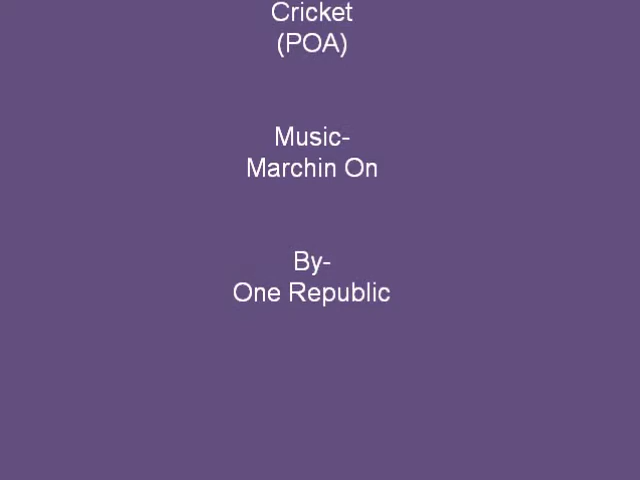 Cricket
(POA)
Music-
Marchin On
By-
One Republic